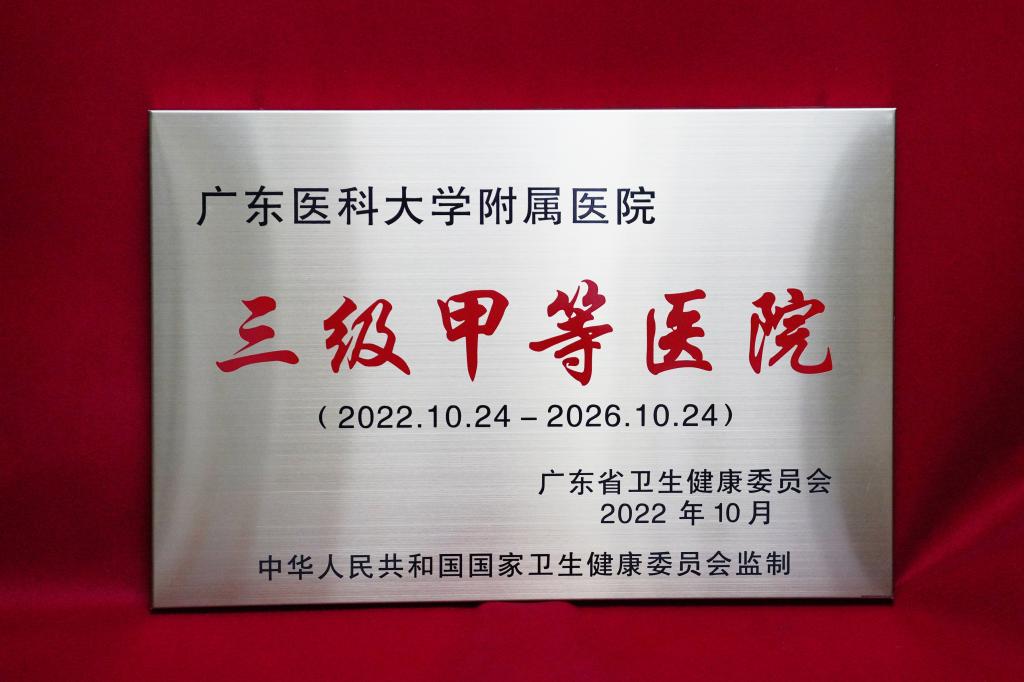 广东医科大学附属医院
三级甲等医院
（2022.10.24－2026.10.24）
广东省卫生健康委员会
2022 年 10 月
中华人民共和国国家卫生健康委员会监制